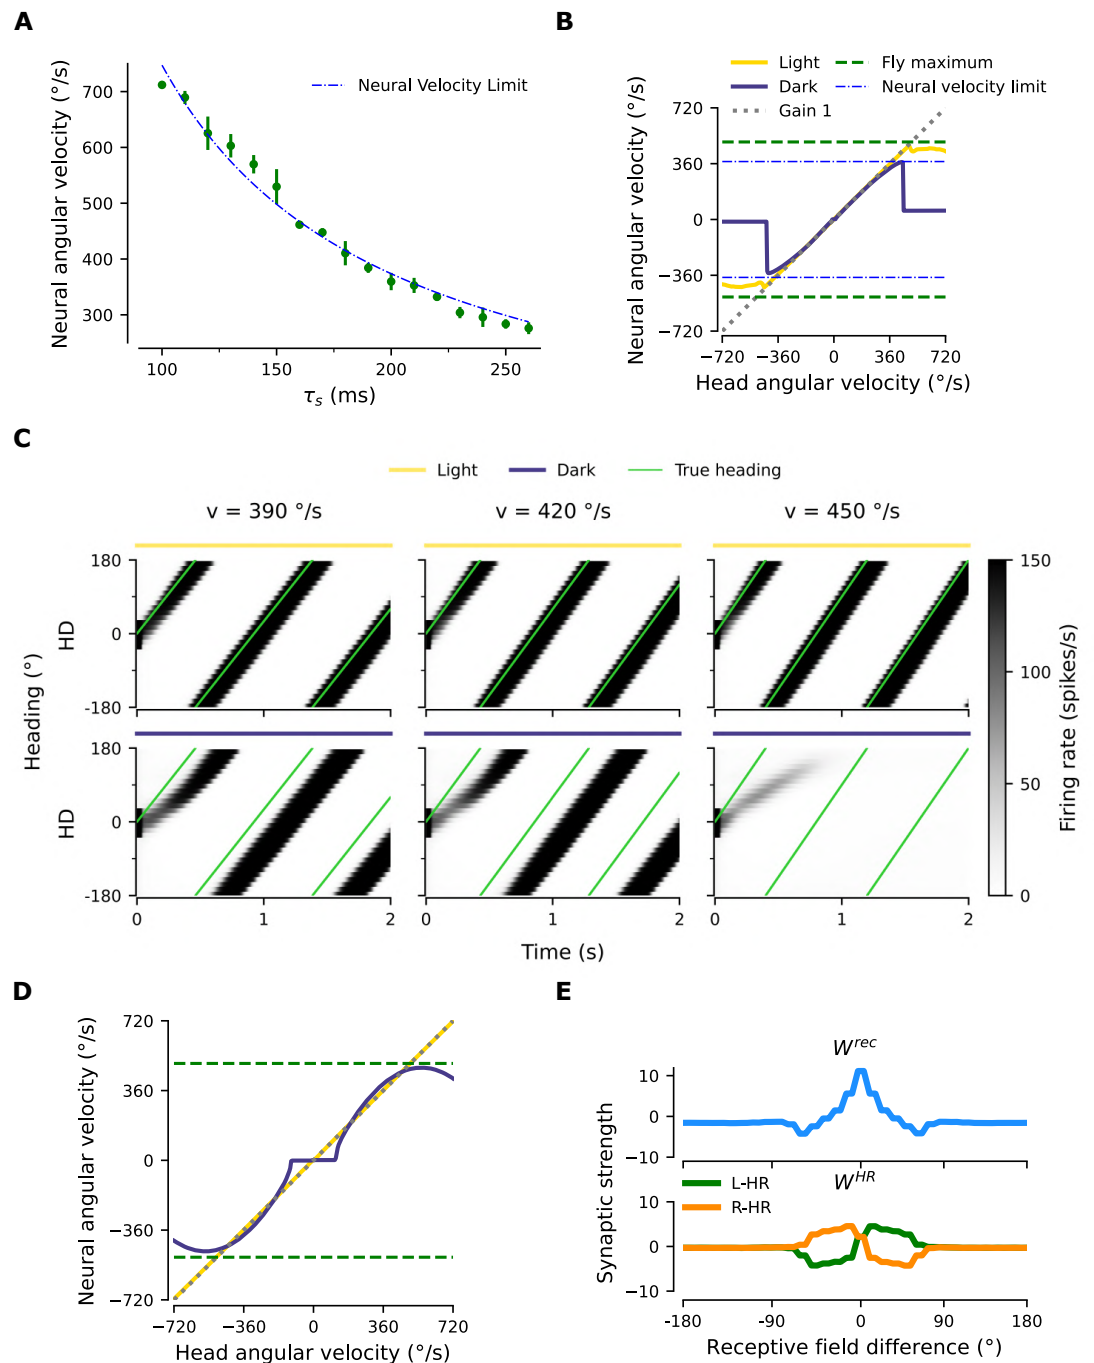 A
Neural angular velocity (°/s)
700
600
500
400
300
Neural Velocity Limit
100
150
200
250
τs (ms)
B
Light
Dark
Gain 1
Fly maximum
Neural velocity limit
Neural angular velocity (°/s)
720
360
0
−360
−720
−720
−360
0
360
720
Head angular velocity (°/s)
C
Light
Dark
True heading
v = 390 °/s
v = 420 °/s
v = 450 °/s
Heading (°)
HD
180
0
-180
HD
180
0
-180
0
1
2
0
1
2
0
1
2
Time (s)
150
100
50
0
Firing rate (spikes/s)
D
Neural angular velocity (°/s)
720
360
0
−360
−720
−720
−360
0
360
720
Head angular velocity (°/s)
E
Synaptic strength
W^rec
10
0
−10
L-HR
R-HR
W^HR
10
0
−10
-180
-90
0
90
180
Receptive field difference (°)